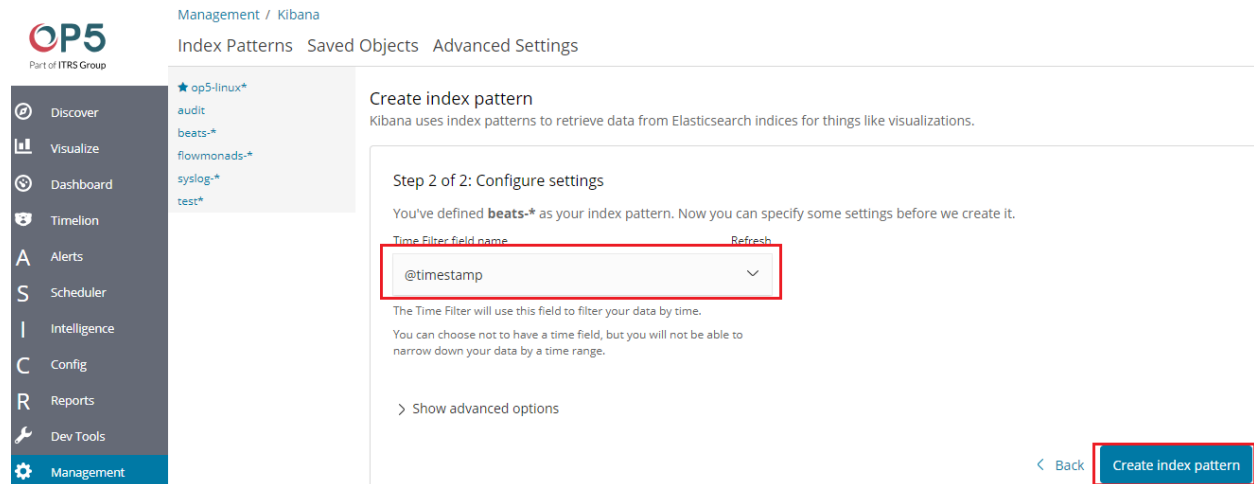 OP5
Part of ITRS Group
Discover
Visualize
Dashboard
Timelion
A Alerts
S Scheduler
I Intelligence
C Config
R Reports
Dev Tools
Management
Management / Kibana
Index Patterns Saved Objects Advanced Settings
op5-linux*
audit
beats-*
flowmonads-*
syslog-*
test*
Create index pattern
Kibana uses index patterns to retrieve data from Elasticsearch indices for things like visualizations.
Step 2 of 2: Configure settings
You've defined beats-* as your index pattern. Now you can specify some settings before we create it.
Time Filter field name Refresh
@timestamp
The Time Filter will use this field to filter your data by time.
You can choose not to have a time field, but you will not be able to
narrow down your data by a time range.
Show advanced options
Back Create index pattern